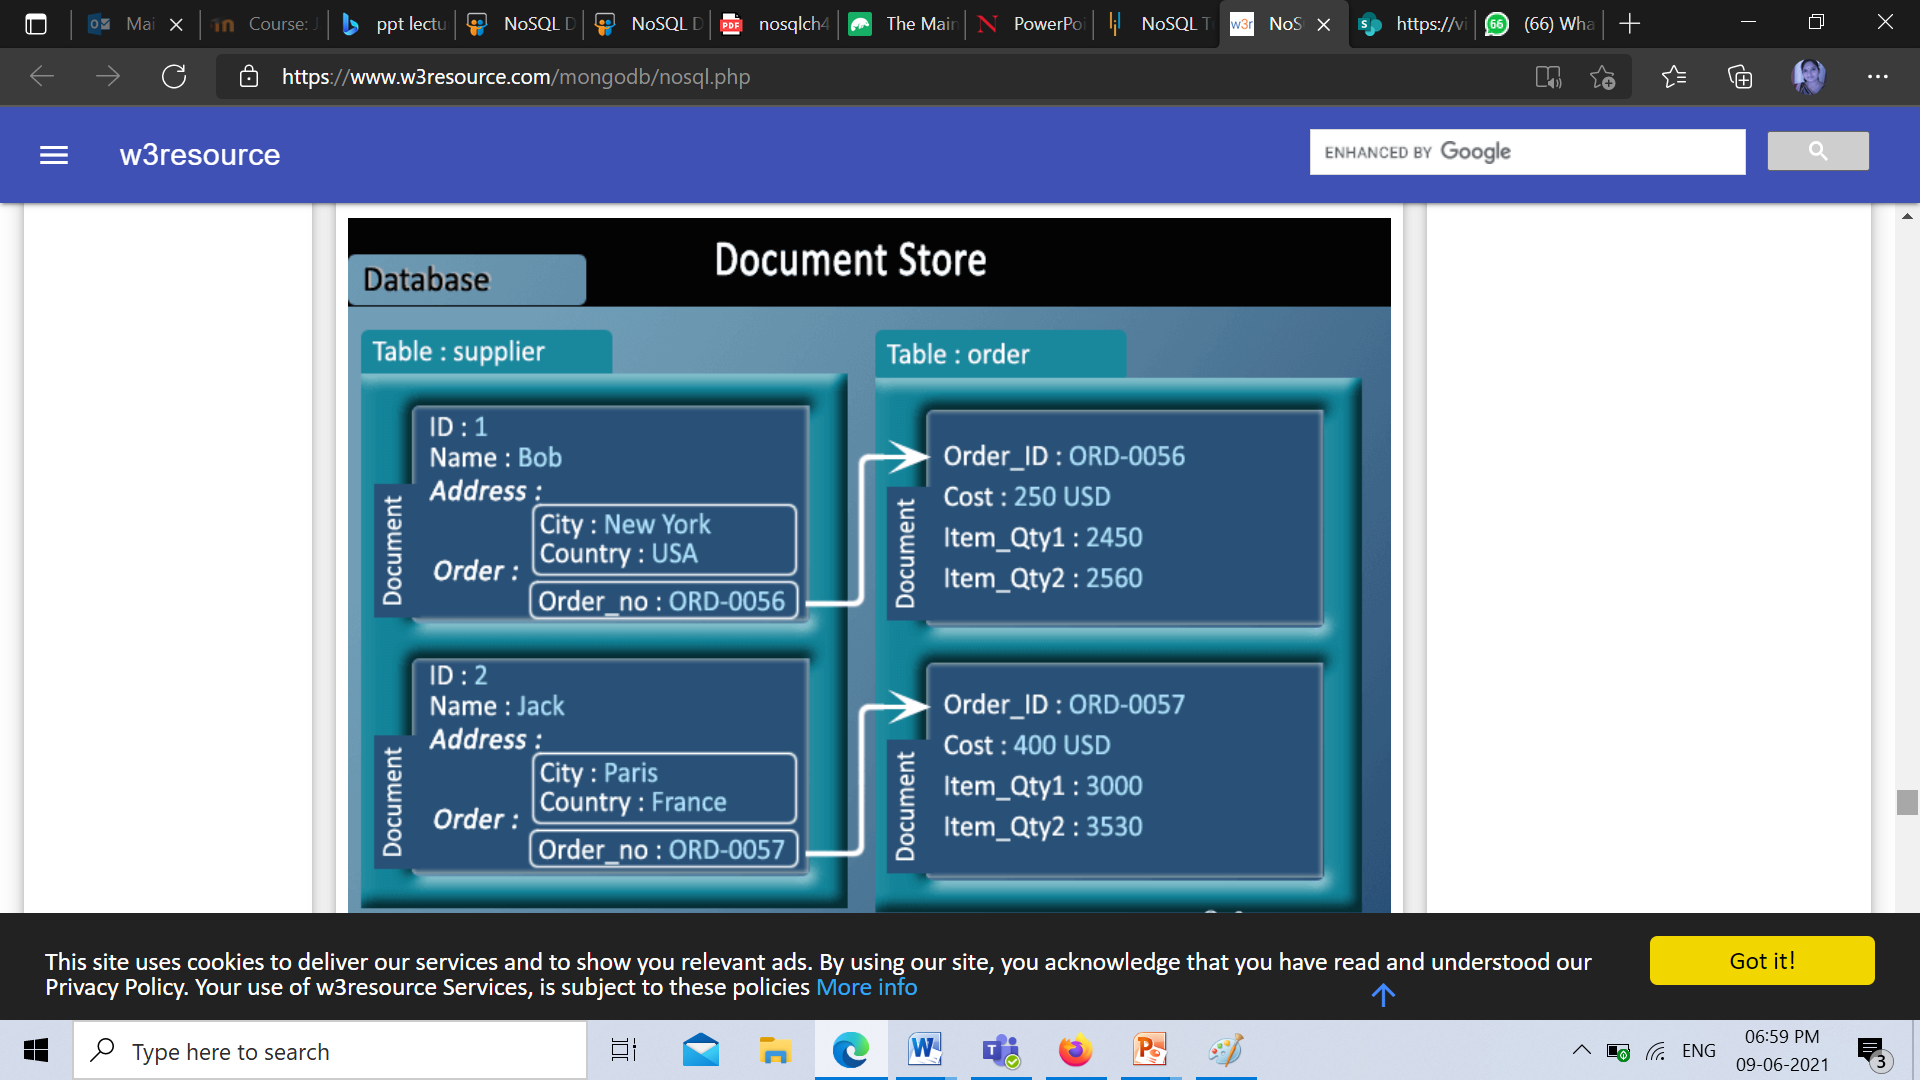 Mai
Course: J
ppt lectu
NoSQL D
NoSQL D
nosqlch4
The Main
PowerPoi
NoSQL T
NoS
https://vi
(66) Wha
https://www.w3resource.com/mongodb/nosql.php
w3resource
ENHANCED BY Google
Document Store
Database
Table : supplier
ID : 1
Name : Bob
Address :
City : New York
Country : USA
Order :
Order_no : ORD-0056
Document
ID : 2
Name : Jack
Address :
City : Paris
Country : France
Order :
Order_no : ORD-0057
Document
Table : order
Order_ID : ORD-0056
Cost : 250 USD
Item_Qty1 : 2450
Item_Qty2 : 2560
Document
Order_ID : ORD-0057
Cost : 400 USD
Item_Qty1 : 3000
Item_Qty2 : 3530
Document
This site uses cookies to deliver our services and to show you relevant ads. By using our site, you acknowledge that you have read and understood our
Privacy Policy. Your use of w3resource Services, is subject to these policies More info
Got it!
Type here to search
ENG
06:59 PM
09-06-2021
3